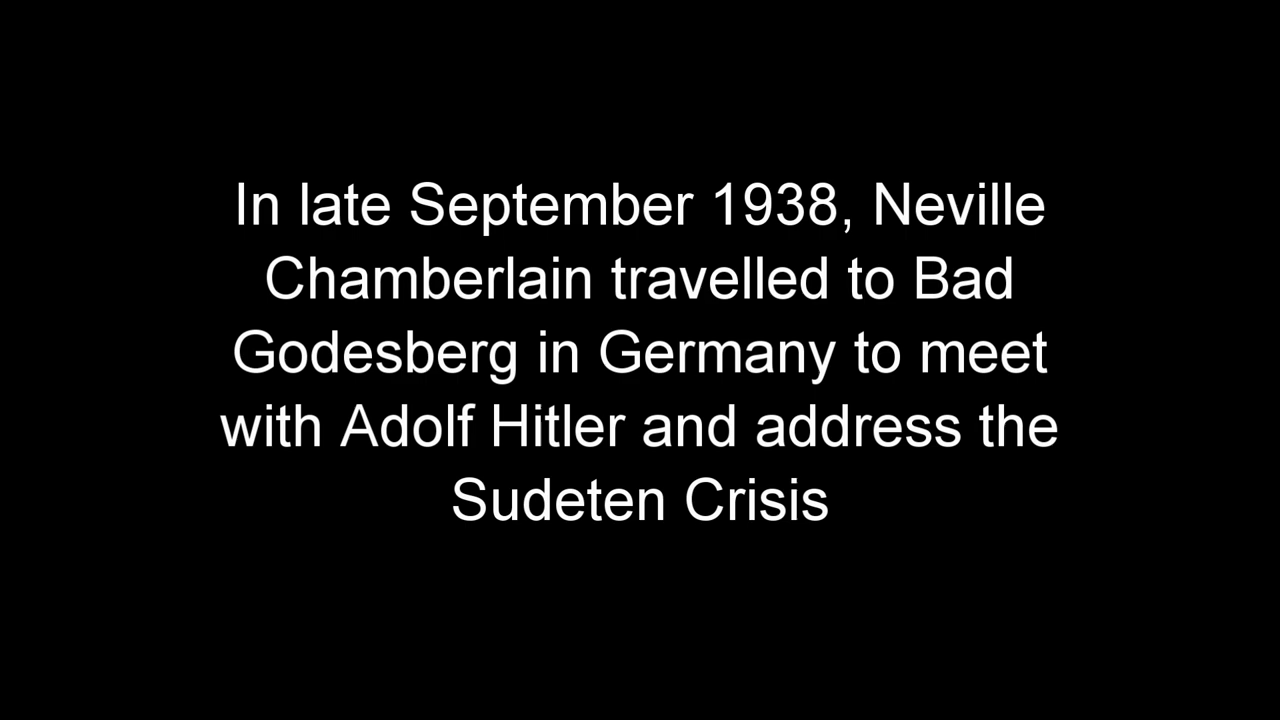 In late September 1938, Neville
Chamberlain travelled to Bad
Godesberg in Germany to meet
with Adolf Hitler and address the
Sudeten Crisis